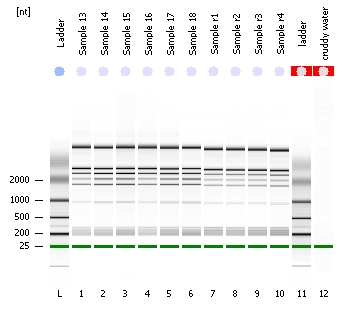 [nt]
Ladder
Sample 13
Sample 14
Sample 15
Sample 16
Sample 17
Sample 18
Sample r1
Sample r2
Sample r3
Sample r4
ladder
cruddy water
2000
1000
500
200
25
L 1 2 3 4 5 6 7 8 9 10 11 12